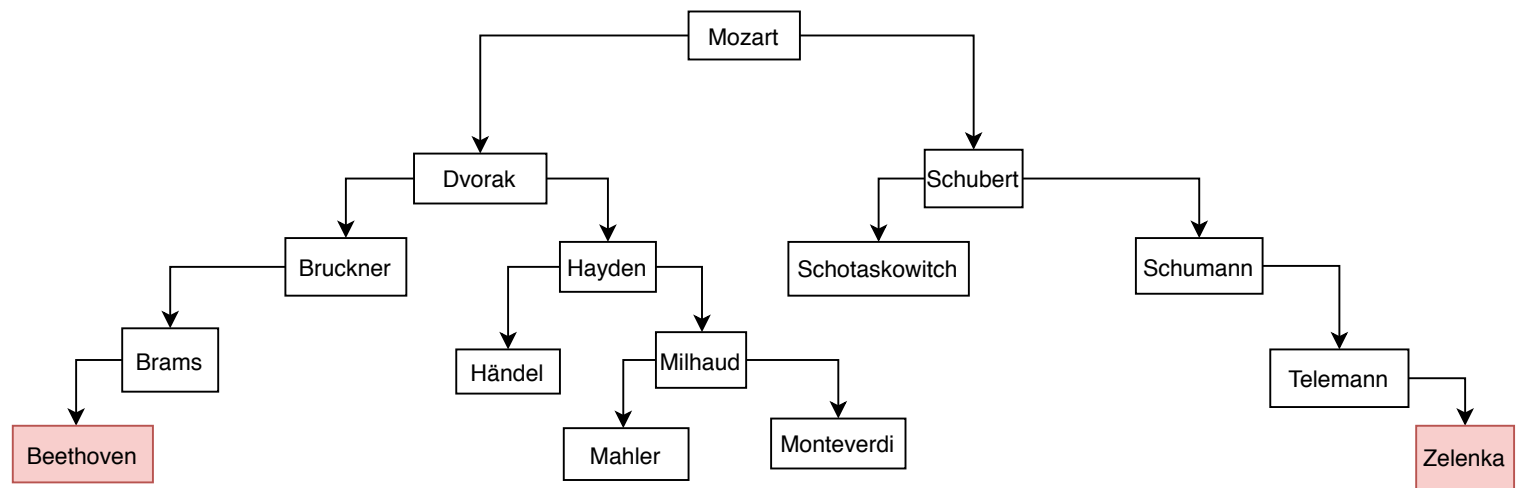 Mozart
Dvorak
Schubert
Bruckner
Hayden
Schotaskowitch
Schumann
Brams
Händel
Milhaud
Telemann
Beethoven
Mahler
Monteverdi
Zelenka